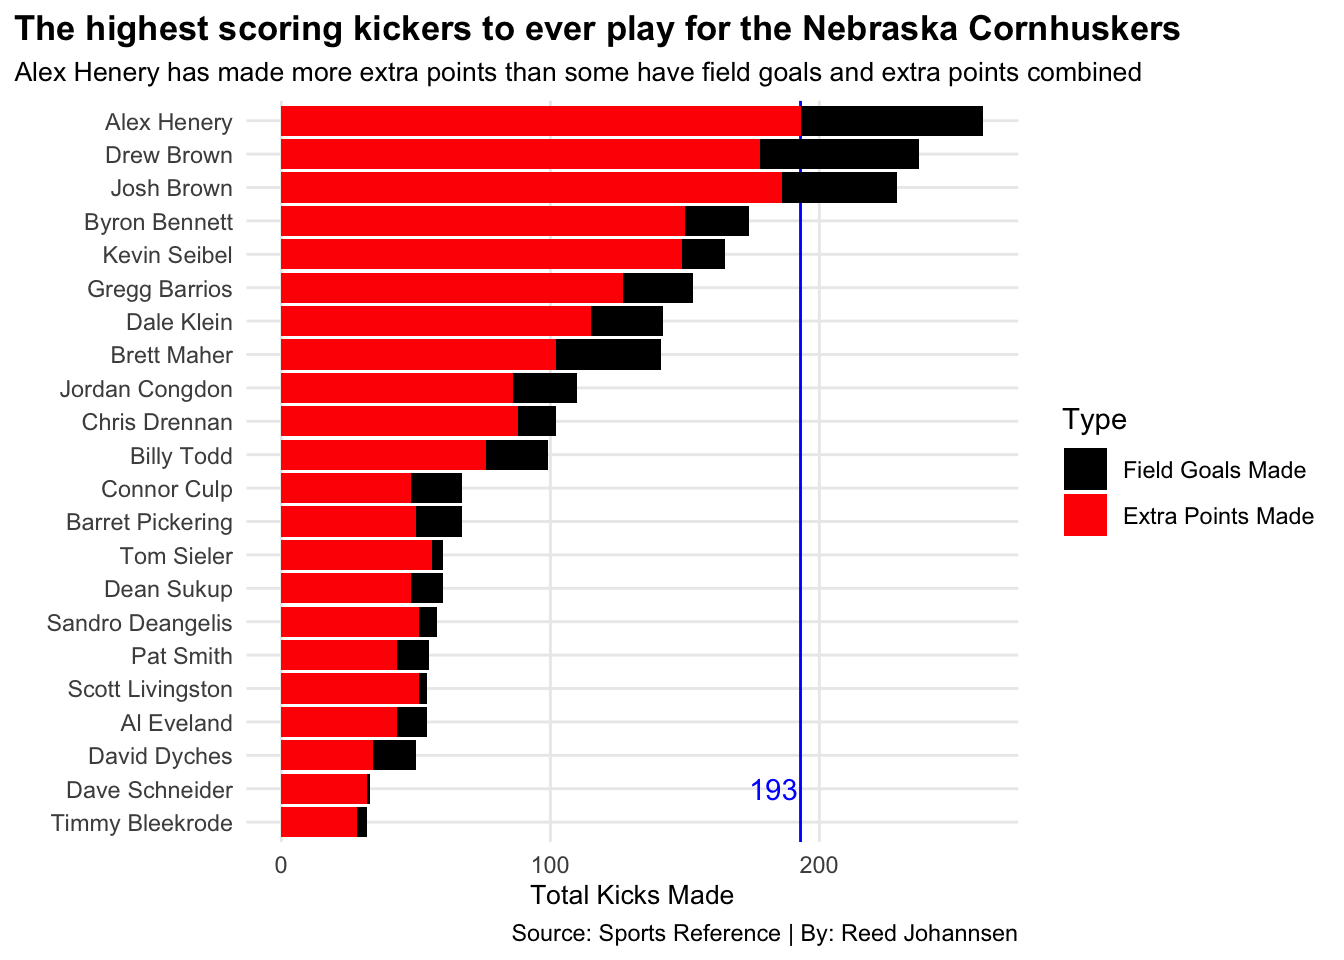 The highest scoring kickers to ever play for the Nebraska Cornhuskers
Alex Henery has made more extra points than some have field goals and extra points combined
Alex Henery
Drew Brown
Josh Brown
Byron Bennett
Kevin Seibel
Gregg Barrios
Dale Klein
Brett Maher
Jordan Congdon
Chris Drennan
Billy Todd
Connor Culp
Barret Pickering
Tom Sieler
Dean Sukup
Sandro Deangelis
Pat Smith
Scott Livingston
Al Eveland
David Dyches
Dave Schneider
Timmy Bleekrode
193
0 100 200
Total Kicks Made
Type
Field Goals Made
Extra Points Made
Source: Sports Reference | By: Reed Johannsen